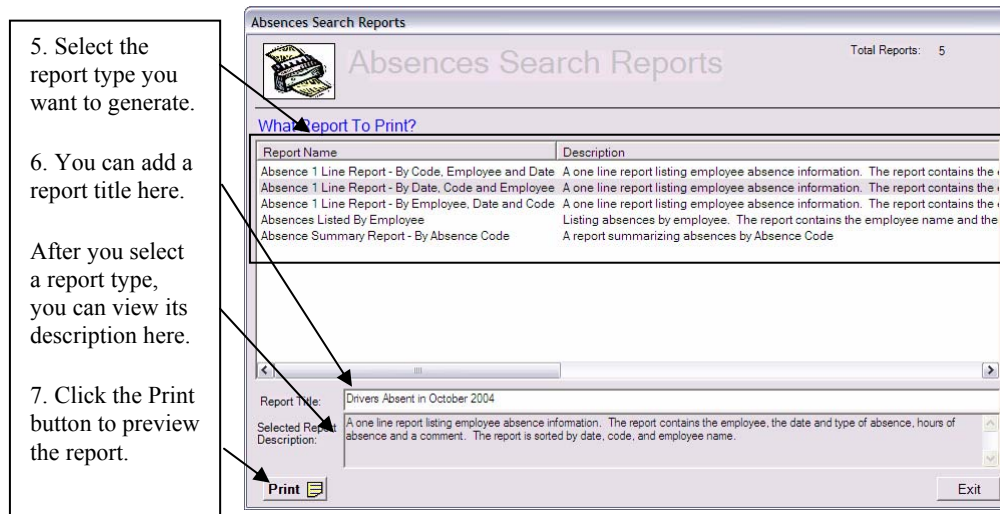 5. Select the
report type you
want to generate.
6. You can add a
report title here.
After you select
a report type,
you can view its
description here.
7. Click the Print
button to preview
the report.
Absences Search Reports
Absences Search Reports
Total Reports: 5
What Report To Print?
Report Name Description
Absence 1 Line Report - By Code, Employee and Date A one line report listing employee absence information. The report contains the
Absence 1 Line Report - By Date, Code and Employee A one line report listing employee absence information. The report contains the
Absence 1 Line Report - By Employee, Date and Code A one line report listing employee absence information. The report contains the
Absences Listed By Employee Listing absences by employee. The report contains the employee name and the
Absence Summary Report - By Absence Code A report summarizing absences by Absence Code
Report Title: Drivers Absent in October 2004
Selected Report Description: A one line report listing employee absence information. The report contains the employee, the date and type of absence, hours of
absence and a comment. The report is sorted by date, code, and employee name.
Print Exit